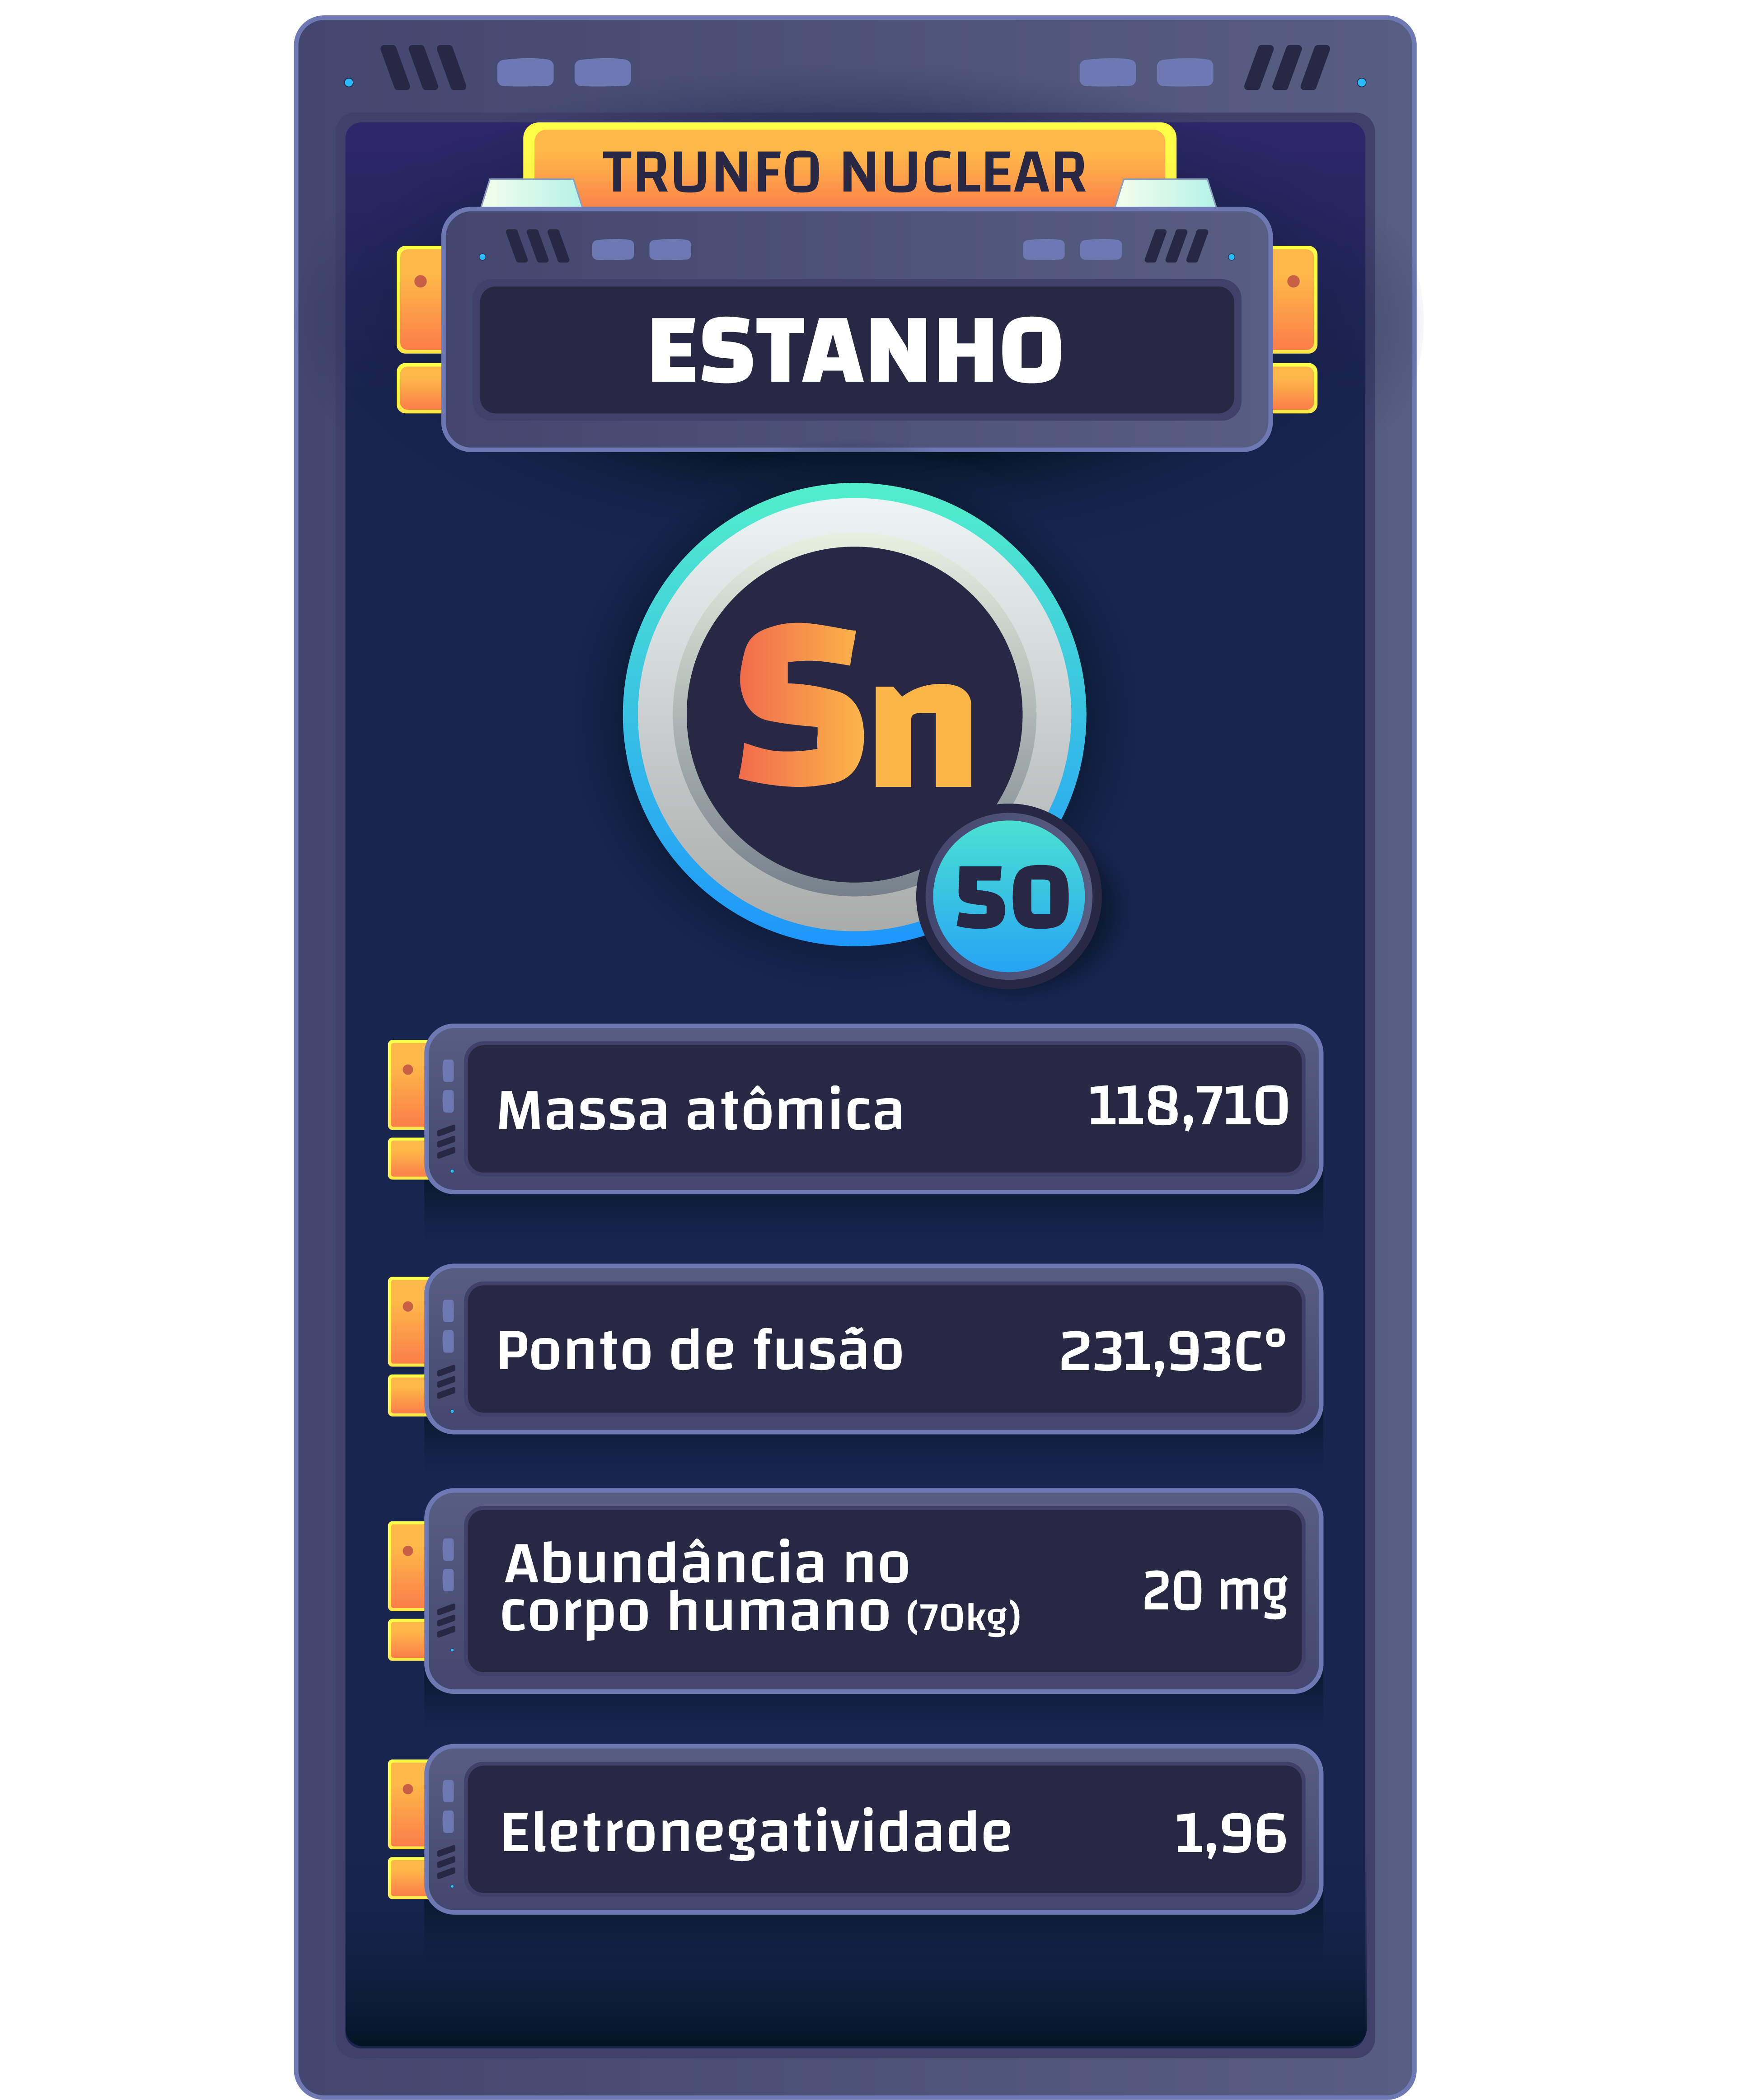 TRUNFO NUCLEAR
ESTANHO
Sn
50
Massa atômica 118,710
Ponto de fusão 231,93Cº
Abundância no
corpo humano (70kg) 20 mg
Eletronegatividade 1,96